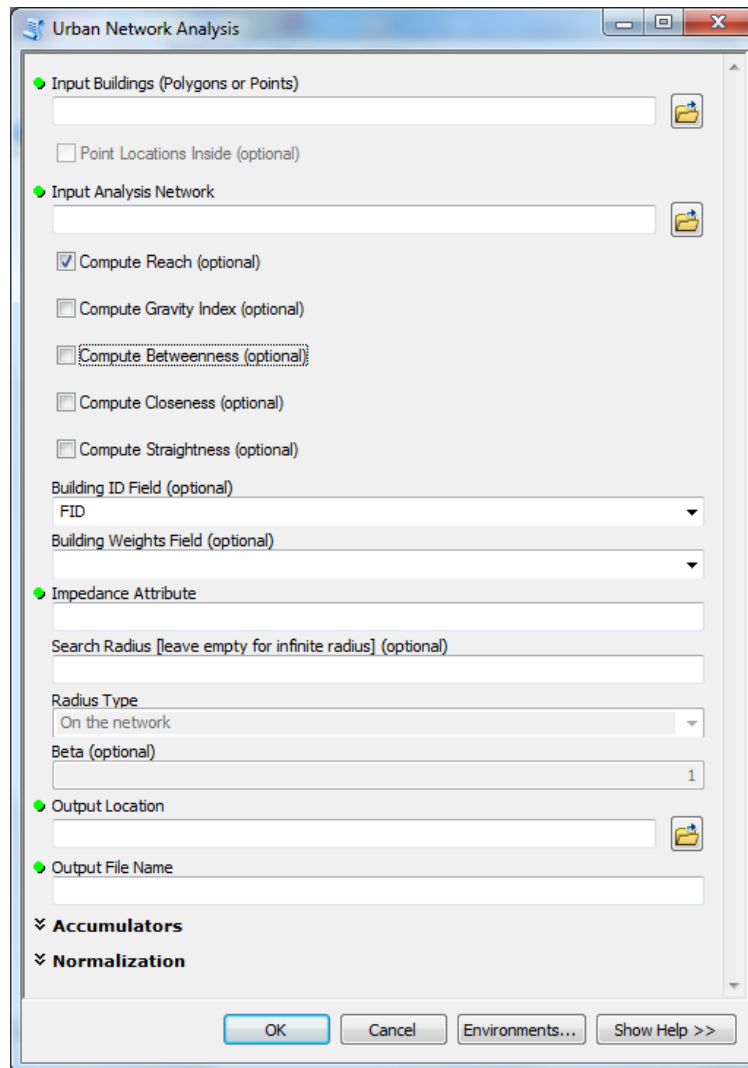 Urban Network Analysis
Input Buildings (Polygons or Points)
Point Locations Inside (optional)
Input Analysis Network
Compute Reach (optional)
Compute Gravity Index (optional)
Compute Betweenness (optional)
Compute Closeness (optional)
Compute Straightness (optional)
Building ID Field (optional)
FID
Building Weights Field (optional)
Impedance Attribute
Search Radius [leave empty for infinite radius] (optional)
Radius Type
On the network
Beta (optional)
1
Output Location
Output File Name
Accumulators
Normalization
OK Cancel Environments... Show Help >>